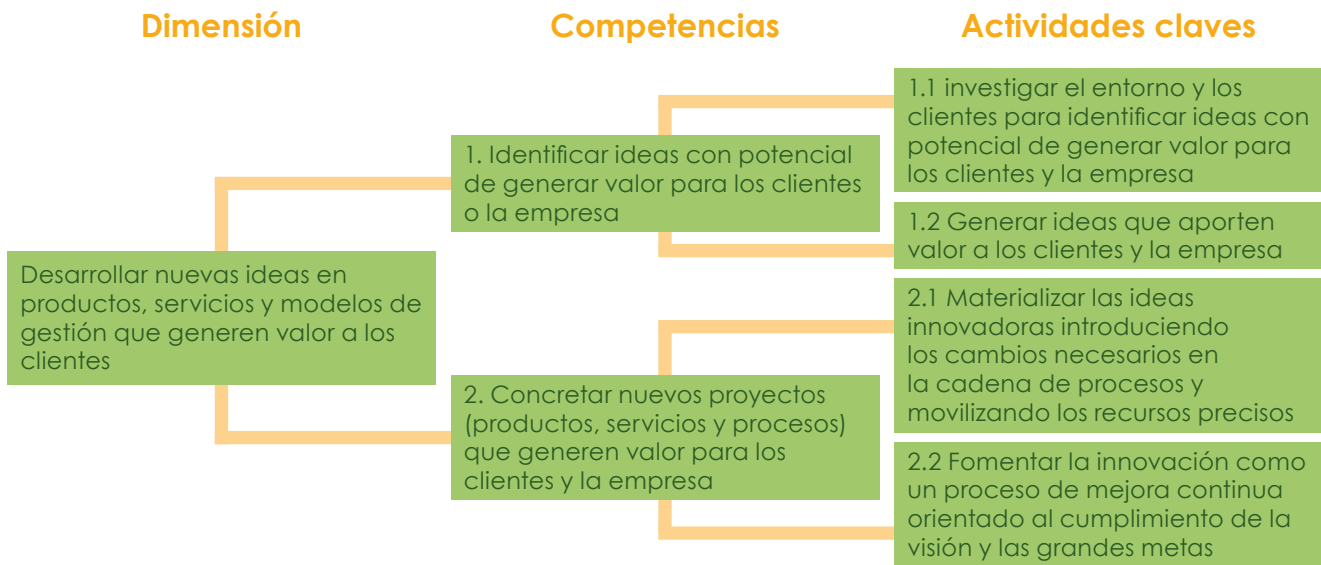 Dimensión
Competencias
Actividades claves
Desarrollar nuevas ideas en
productos, servicios y modelos de
gestión que generen valor a los
clientes
1. Identificar ideas con potencial
de generar valor para los clientes
o la empresa
1.1 investigar el entorno y los
clientes para identificar ideas con
potencial de generar valor para
los clientes y la empresa
1.2 Generar ideas que aporten
valor a los clientes y la empresa
2. Concretar nuevos proyectos
(productos, servicios y procesos)
que generen valor para los
clientes y la empresa
2.1 Materializar las ideas
innovadoras introduciendo
los cambios necesarios en
la cadena de procesos y
movilizando los recursos precisos
2.2 Fomentar la innovación como
un proceso de mejora continua
orientado al cumplimiento de la
visión y las grandes metas